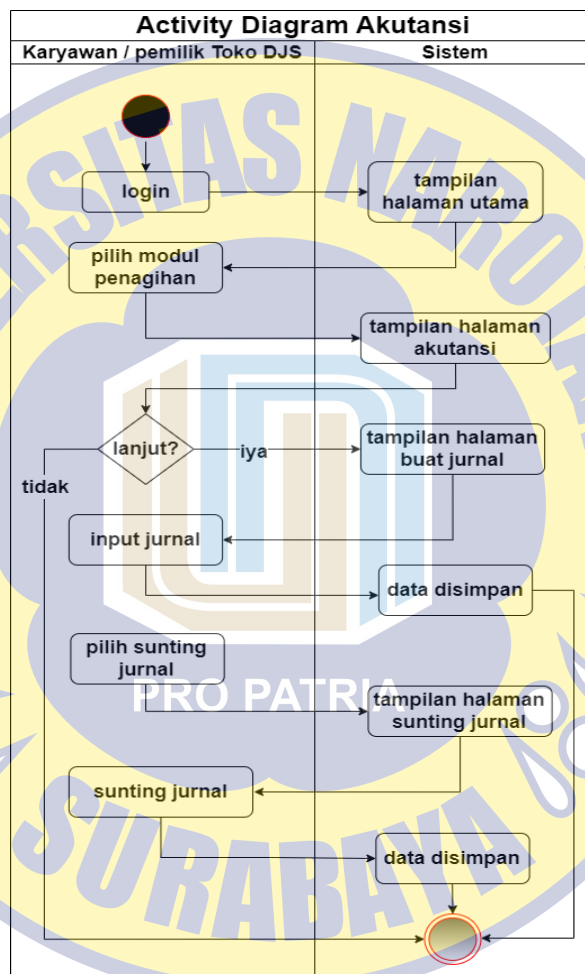 Activity Diagram Akutansi
Karyawan / pemilik Toko DJS
Sistem
login
tampilan
halaman utama
pilih modul
penagihan
tampilan halaman
akutansi
lanjut?
iya
tampilan halaman
buat jurnal
tidak
input jurnal
data disimpan
pilih sunting
jurnal
PRO PATRIA
tampilan halaman
sunting jurnal
sunting jurnal
data disimpan
SURABAYA